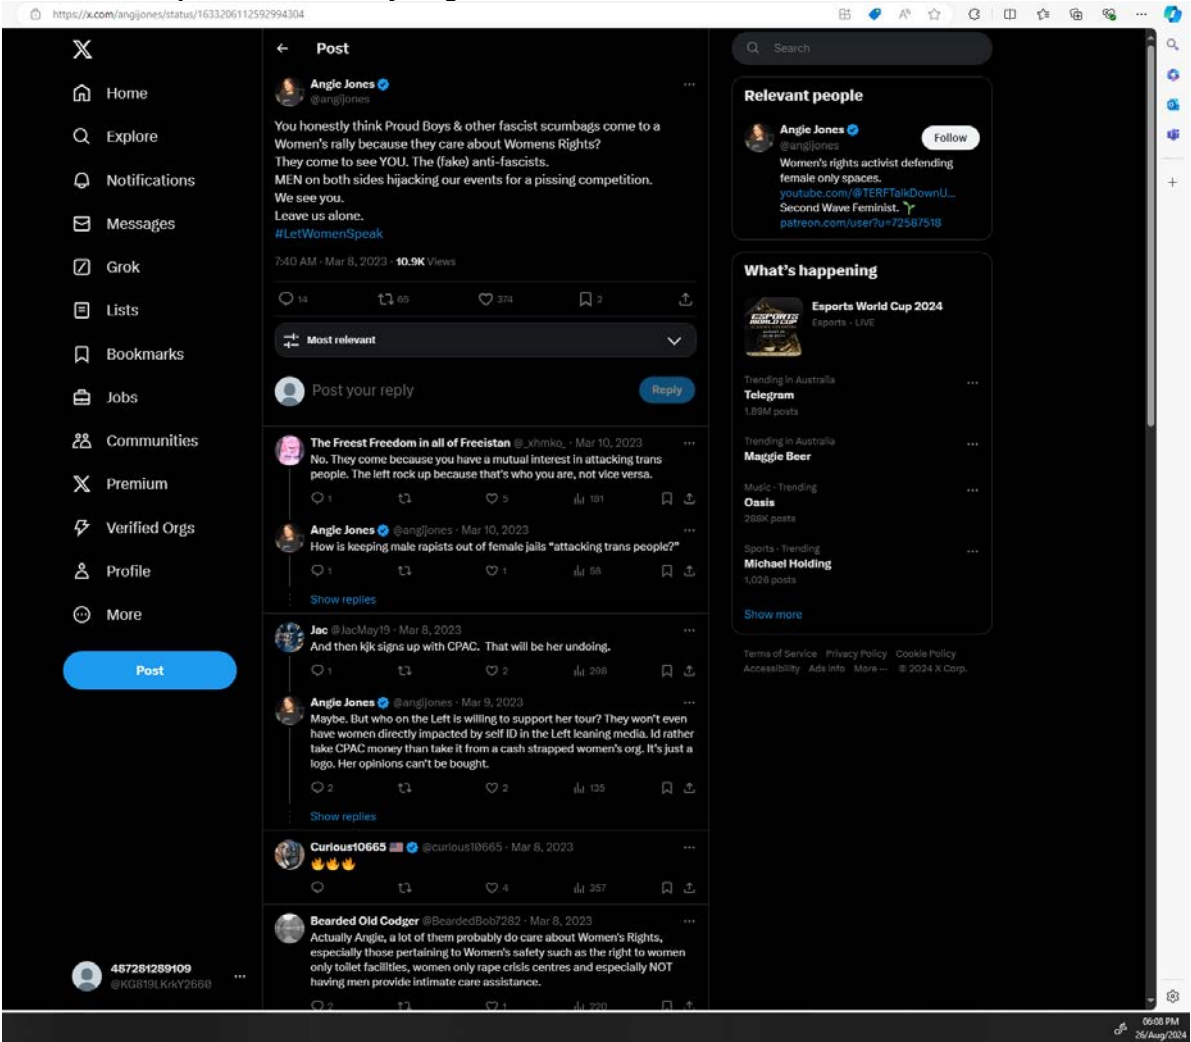 https://x.com/angijones/status/1633206112592994304
Home
Explore
Notifications
Messages
Grok
Lists
Bookmarks
Jobs
Communities
Premium
Verified Orgs
Profile
More
Post
487281289109
@KG819LKrkY2660
Post
Angie Jones
@angijones
You honestly think Proud Boys & other fascist scumbags come to a
Women's rally because they care about Womens Rights?
They come to see YOU. The (fake) anti-fascists.
MEN on both sides hijacking our events for a pissing competition.
We see you.
Leave us alone.
#LetWomenSpeak
7:40 AM · Mar 8, 2023 · 10.9K Views
14 65 374 2
Most relevant
Post your reply
Reply
The Freest Freedom in all of Freeistan @_xhmko_ · Mar 10, 2023
No. They come because you have a mutual interest in attacking trans
people. The left rock up because that's who you are, not vice versa.
1 5 181
Angie Jones @angijones · Mar 10, 2023
How is keeping male rapists out of female jails "attacking trans people?"
1 1 58
Show replies
Jac @JacMay19 · Mar 8, 2023
And then kjk signs up with CPAC. That will be her undoing.
1 2 298
Angie Jones @angijones · Mar 9, 2023
Maybe. But who on the Left is willing to support her tour? They won't even
have women directly impacted by self ID in the Left leaning media. Id rather
take CPAC money than take it from a cash strapped women's org. It's just a
logo. Her opinions can't be bought.
2 2 135
Show replies
Curious10665 🇺🇸 @curious10665 · Mar 8, 2023
🔥🔥🔥
4 357
Bearded Old Codger @BeardedBob7282 · Mar 8, 2023
Actually Angie, a lot of them probably do care about Women's Rights,
especially those pertaining to Women's safety such as the right to women
only toilet facilities, women only rape crisis centres and especially NOT
having men provide intimate care assistance.
2 1 220
Search
Relevant people
Angie Jones
@angijones
Follow
Women's rights activist defending
female only spaces.
youtube.com/@TERFTalkDownU...
Second Wave Feminist.
patreon.com/user?u=72587518
What's happening
ESPORTS
WORLD CUP
Esports World Cup 2024
Esports · LIVE
Trending in Australia
Telegram
1.89M posts
Trending in Australia
Maggie Beer
Music · Trending
Oasis
288K posts
Sports · Trending
Michael Holding
1,026 posts
Show more
Terms of Service Privacy Policy Cookie Policy
Accessibility Ads info More ··· © 2024 X Corp.
06:08 PM
26/Aug/2024